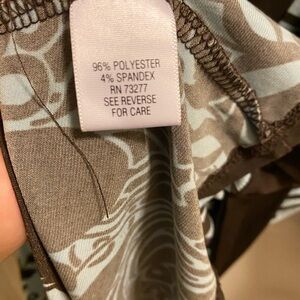 96% POLYESTER
4% SPANDEX
RN 73277
SEE REVERSE
FOR CARE